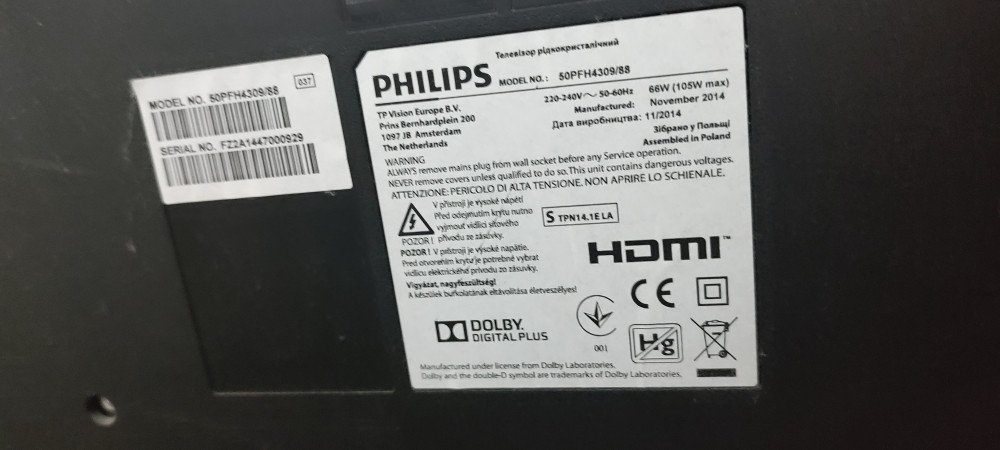 MODEL NO. 50PFH4309/88
037
SERIAL NO. FZ2A1447000929
Телевізор рідкокристалічний
PHILIPS MODEL NO.: 50PFH4309/88
TP Vision Europe B.V.
Prins Bernhardplein 200
1097 JB Amsterdam
The Netherlands
220-240V~ 50-60Hz 66W (105W max)
Manufactured: November 2014
Дата виробництва: 11/2014
Зібрано у Польщі
Assembled in Poland
WARNING
ALWAYS remove mains plug from wall socket before any Service operation.
NEVER remove covers unless qualified to do so. This unit contains dangerous voltages.
ATTENZIONE: PERICOLO DI ALTA TENSIONE. NON APRIRE LO SCHIENALE.
V přístroji je vysoké napětí
Před odejmutím krytu nutno
vyjmout vidlici síťového
POZOR! přívodu ze zásuvky.
POZOR! V prístroji je vysoké napätie.
Pred otvorením krytu je potrebné vybrat
vidlicu elektrického prívodu zo zásuvky.
Vigyázat, nagyfeszültség!
A készülék burkolatának eltávolítása életveszélyes!
S TPN14.1E LA
HDMI™
CE
DOLBY
DIGITAL PLUS
001
Hg
Manufactured under license from Dolby Laboratories.
Dolby and the double-D symbol are trademarks of Dolby Laboratories.